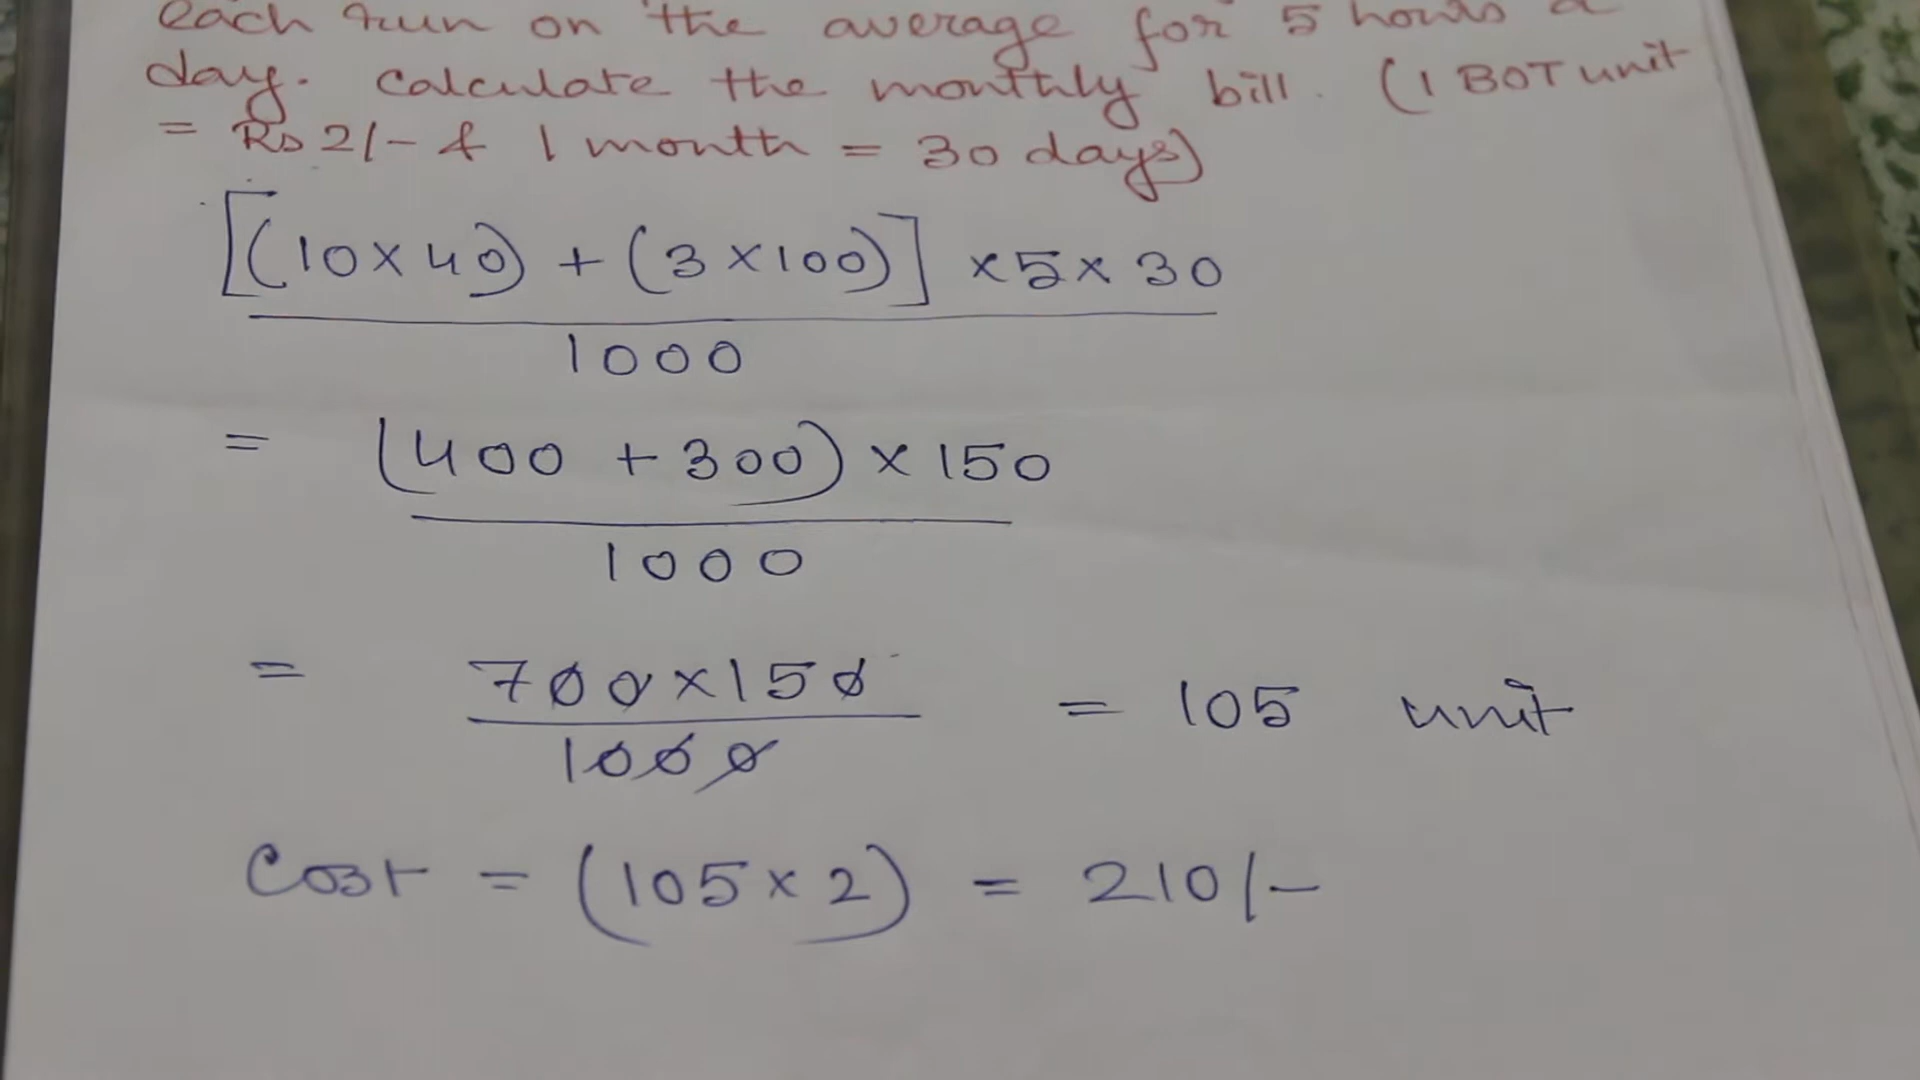 each run on the average for 5 hours a
day. Calculate the monthly bill. (1 BOT unit
= Rs 2/- & 1 month = 30 days)
[(10×40) + (3×100)] ×5×30
1000
= (400 + 300) × 150
1000
= 700×150 = 105 unit
1000
Cost = (105×2) = 210/-